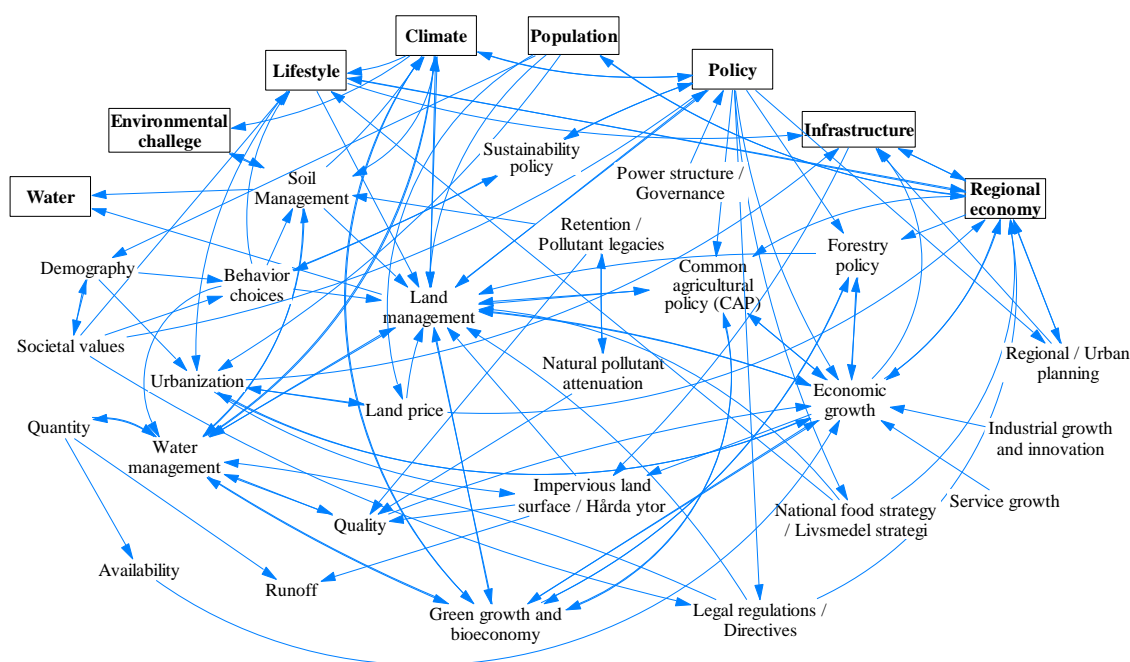 Climate
Population
Lifestyle
Policy
Environmental
challege
Infrastructure
Sustainability
policy
Soil
Management
Power structure /
Governance
Water
Regional
economy
Retention /
Pollutant legacies
Forestry
policy
Demography
Behavior
choices
Common
agricultural
policy (CAP)
Land
management
Societal values
Regional / Urban
planning
Natural pollutant
attenuation
Urbanization
Economic
growth
Land price
Quantity
Water
management
Industrial growth
and innovation
Impervious land
surface / Hårda ytor
Service growth
National food strategy
/ Livsmedel strategi
Quality
Availability
Runoff
Green growth and
bioeconomy
Legal regulations /
Directives